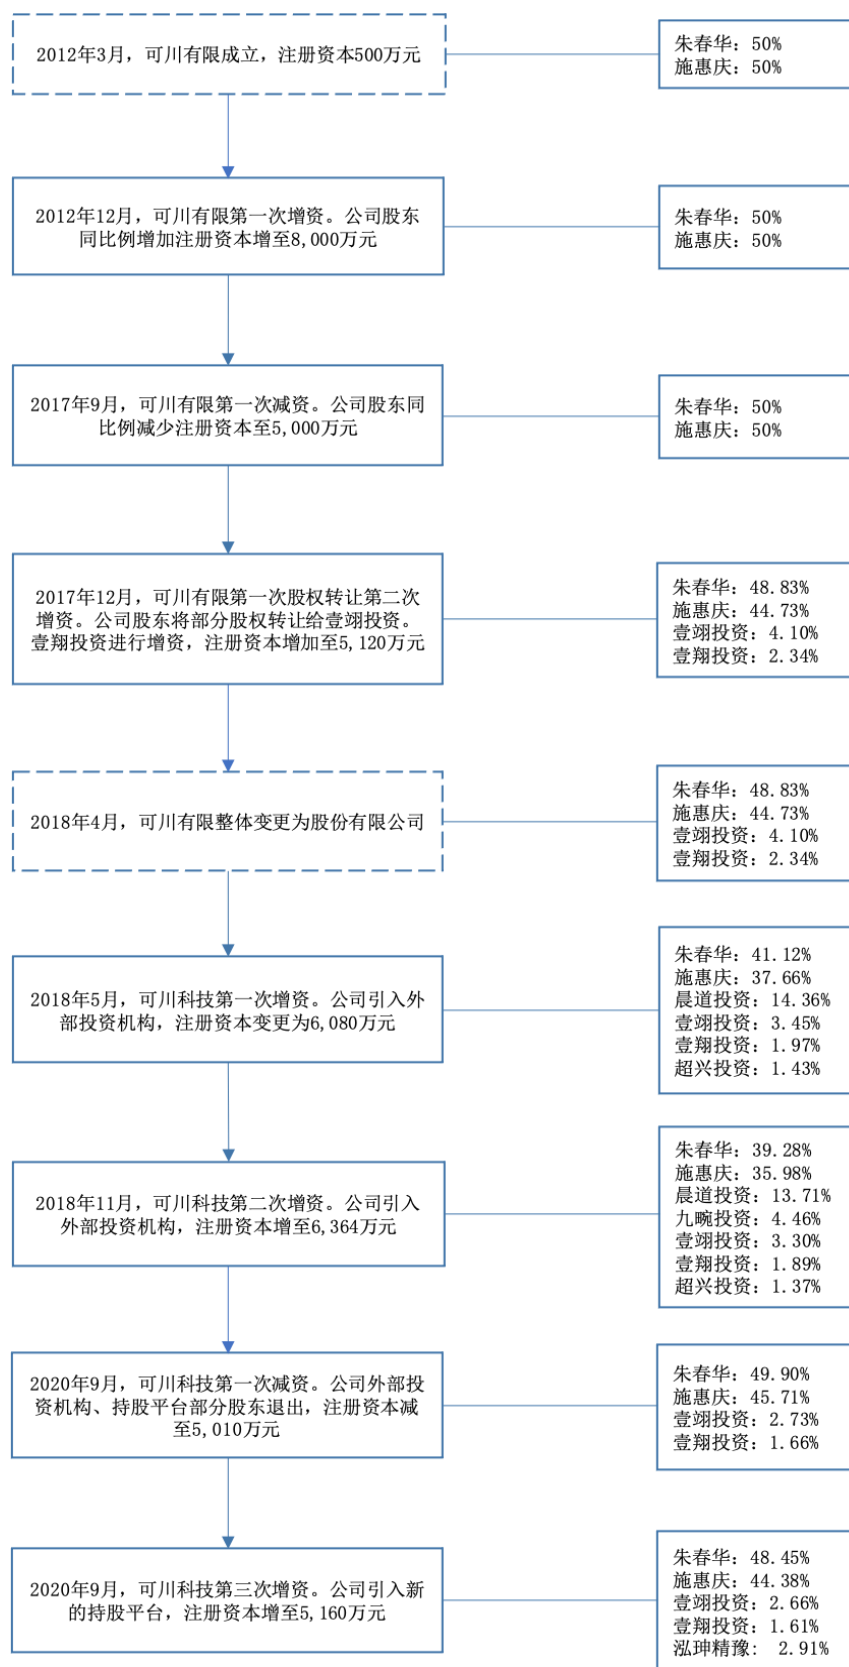 2012年3月，可川有限成立，注册资本500万元
朱春华：50%
施惠庆：50%
2012年12月，可川有限第一次增资。公司股东
同比例增加注册资本增至8,000万元
朱春华：50%
施惠庆：50%
2017年9月，可川有限第一次减资。公司股东同
比例减少注册资本至5,000万元
朱春华：50%
施惠庆：50%
2017年12月，可川有限第一次股权转让第二次
增资。公司股东将部分股权转让给壹翊投资。
壹翔投资进行增资，注册资本增加至5,120万元
朱春华：48.83%
施惠庆：44.73%
壹翊投资：4.10%
壹翔投资：2.34%
2018年4月，可川有限整体变更为股份有限公司
朱春华：48.83%
施惠庆：44.73%
壹翊投资：4.10%
壹翔投资：2.34%
2018年5月，可川科技第一次增资。公司引入外
部投资机构，注册资本变更为6,080万元
朱春华：41.12%
施惠庆：37.66%
晨道投资：14.36%
壹翊投资：3.45%
壹翔投资：1.97%
超兴投资：1.43%
2018年11月，可川科技第二次增资。公司引入
外部投资机构，注册资本增至6,364万元
朱春华：39.28%
施惠庆：35.98%
晨道投资：13.71%
九畹投资：4.46%
壹翊投资：3.30%
壹翔投资：1.89%
超兴投资：1.37%
2020年9月，可川科技第一次减资。公司外部投
资机构、持股平台部分股东退出，注册资本减
至5,010万元
朱春华：49.90%
施惠庆：45.71%
壹翊投资：2.73%
壹翔投资：1.66%
2020年9月，可川科技第三次增资。公司引入新
的持股平台，注册资本增至5,160万元
朱春华：48.45%
施惠庆：44.38%
壹翊投资：2.66%
壹翔投资：1.61%
泓珅精豫： 2.91%